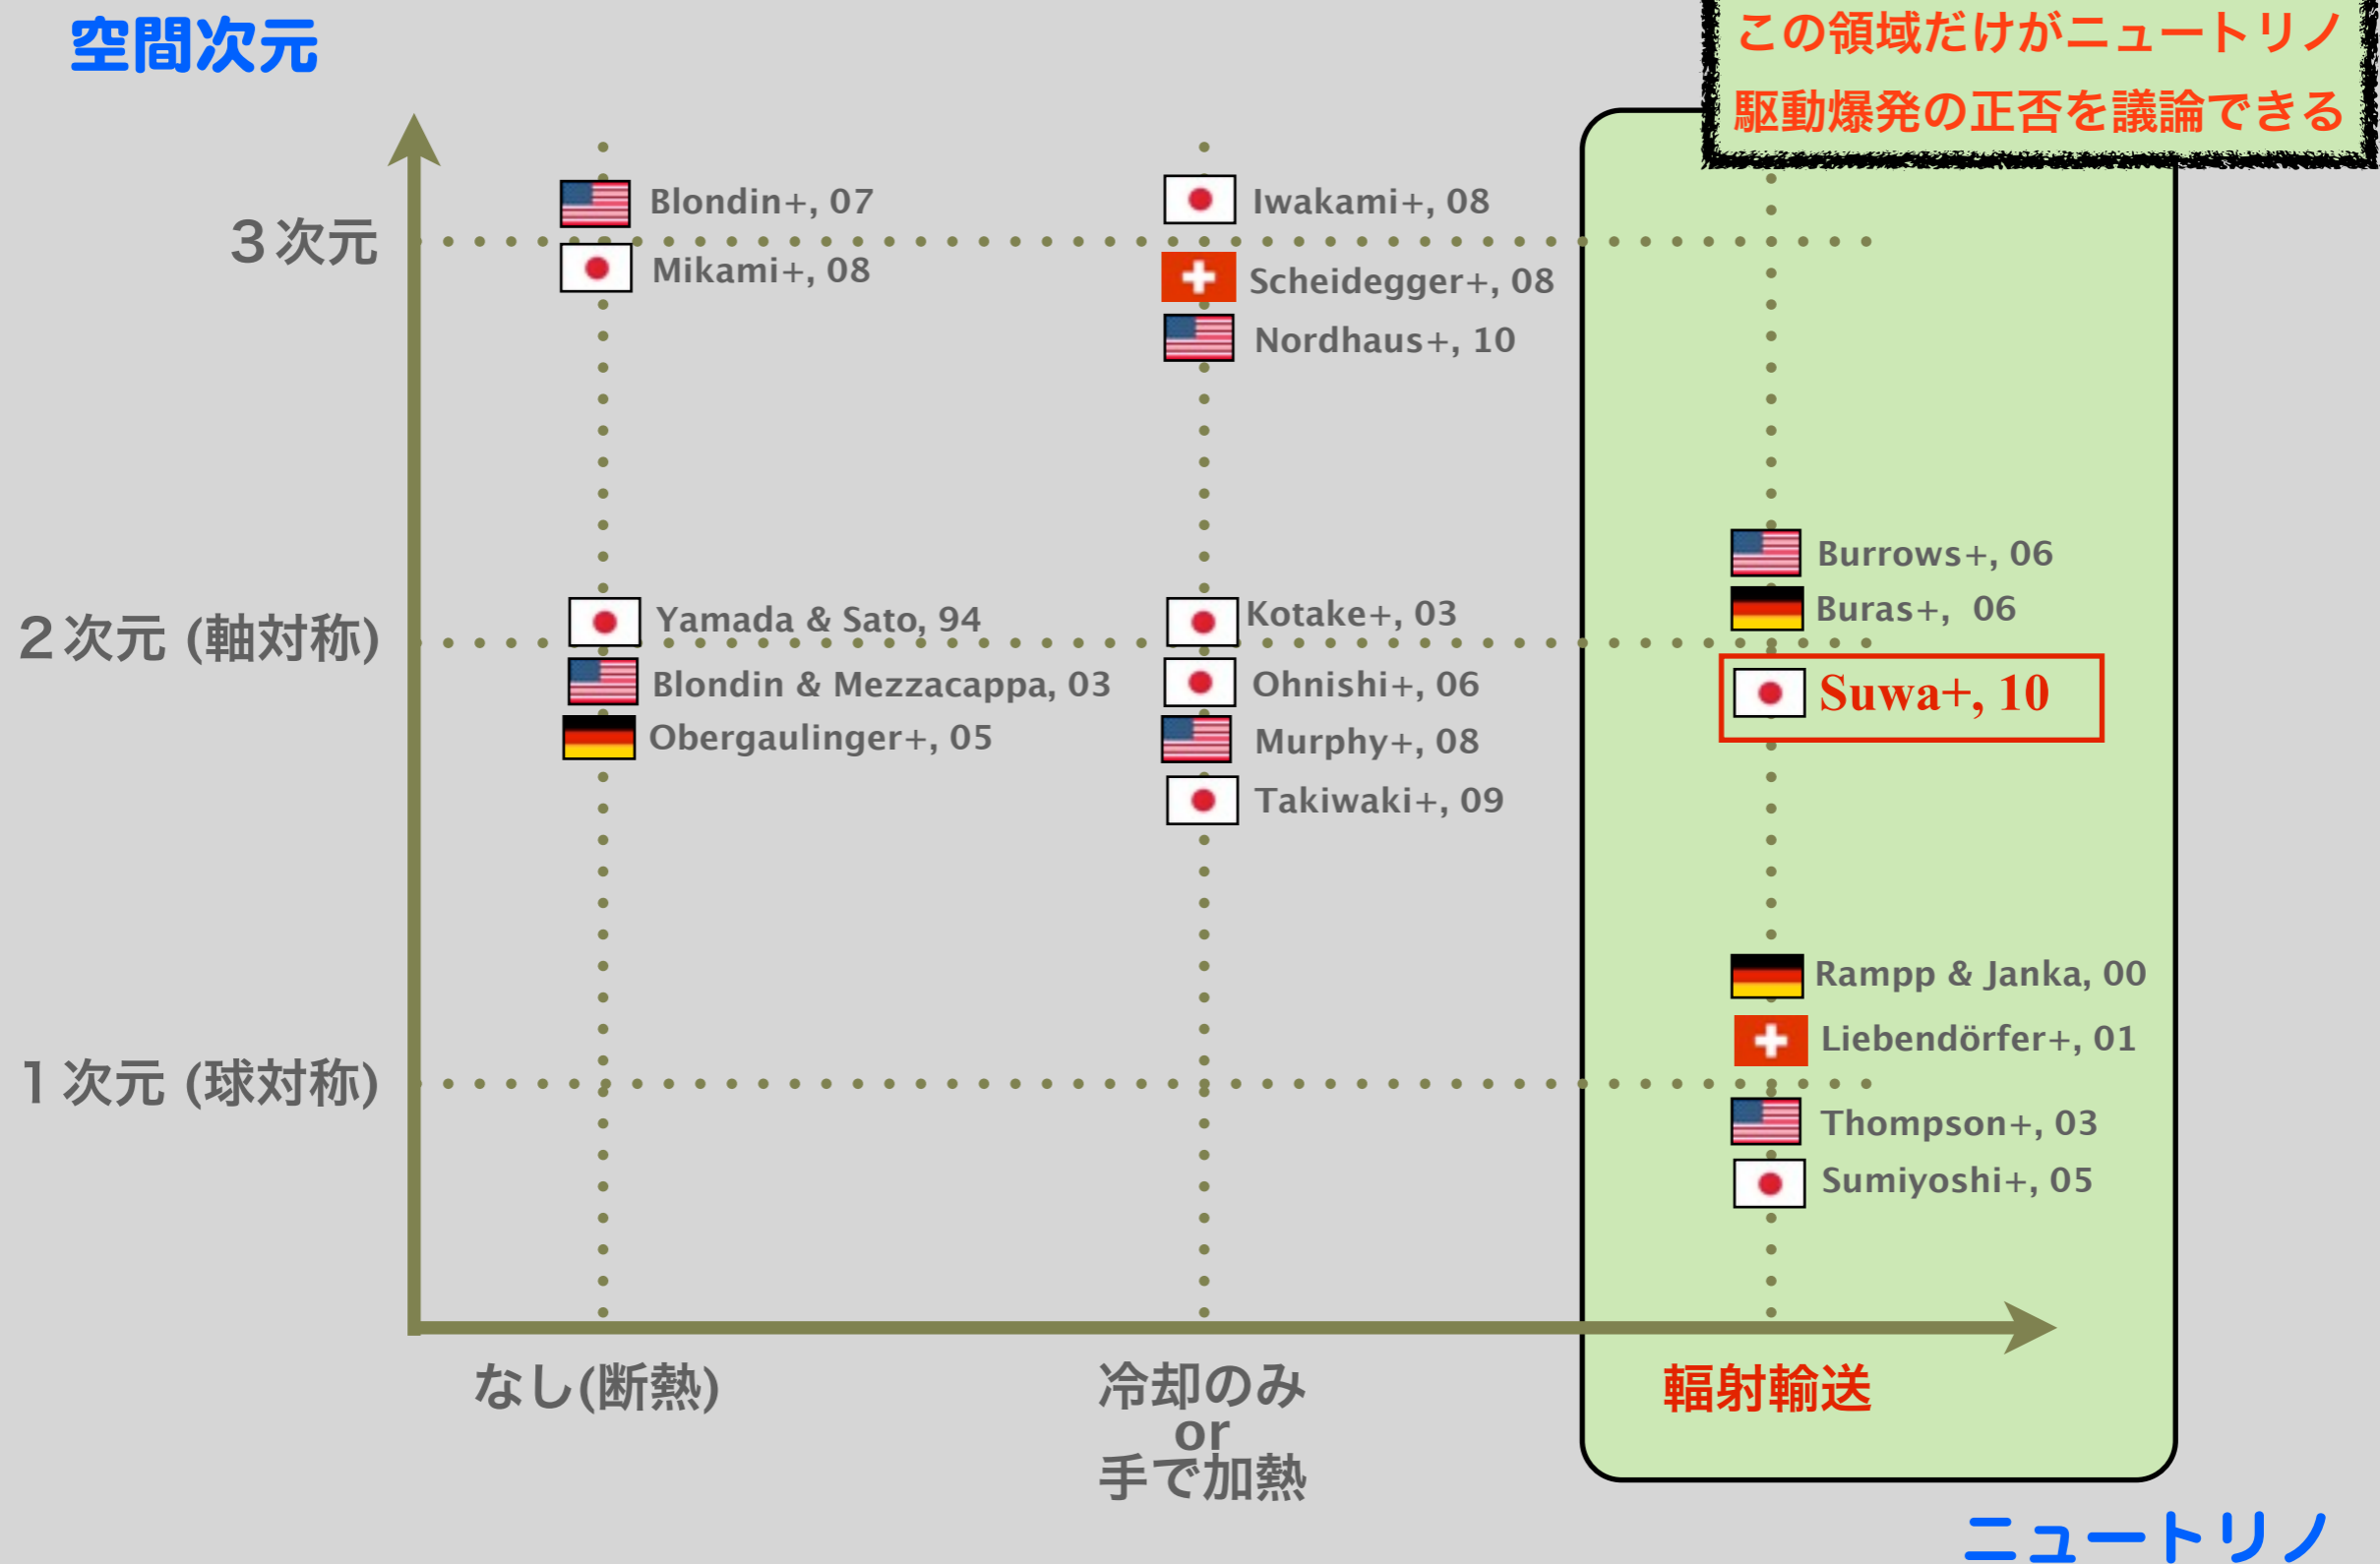 空間次元
この領域だけがニュートリノ
駆動爆発の正否を議論できる
3次元
Blondin+, 07
Mikami+, 08
Iwakami+, 08
Scheidegger+, 08
Nordhaus+, 10
2次元 (軸対称)
Yamada & Sato, 94
Blondin & Mezzacappa, 03
Obergaulinger+, 05
Kotake+, 03
Ohnishi+, 06
Murphy+, 08
Takiwaki+, 09
Burrows+, 06
Buras+, 06
Suwa+, 10
1次元 (球対称)
Rampp & Janka, 00
Liebendörfer+, 01
Thompson+, 03
Sumiyoshi+, 05
なし(断熱)
冷却のみ
or
手で加熱
輻射輸送
ニュートリノ